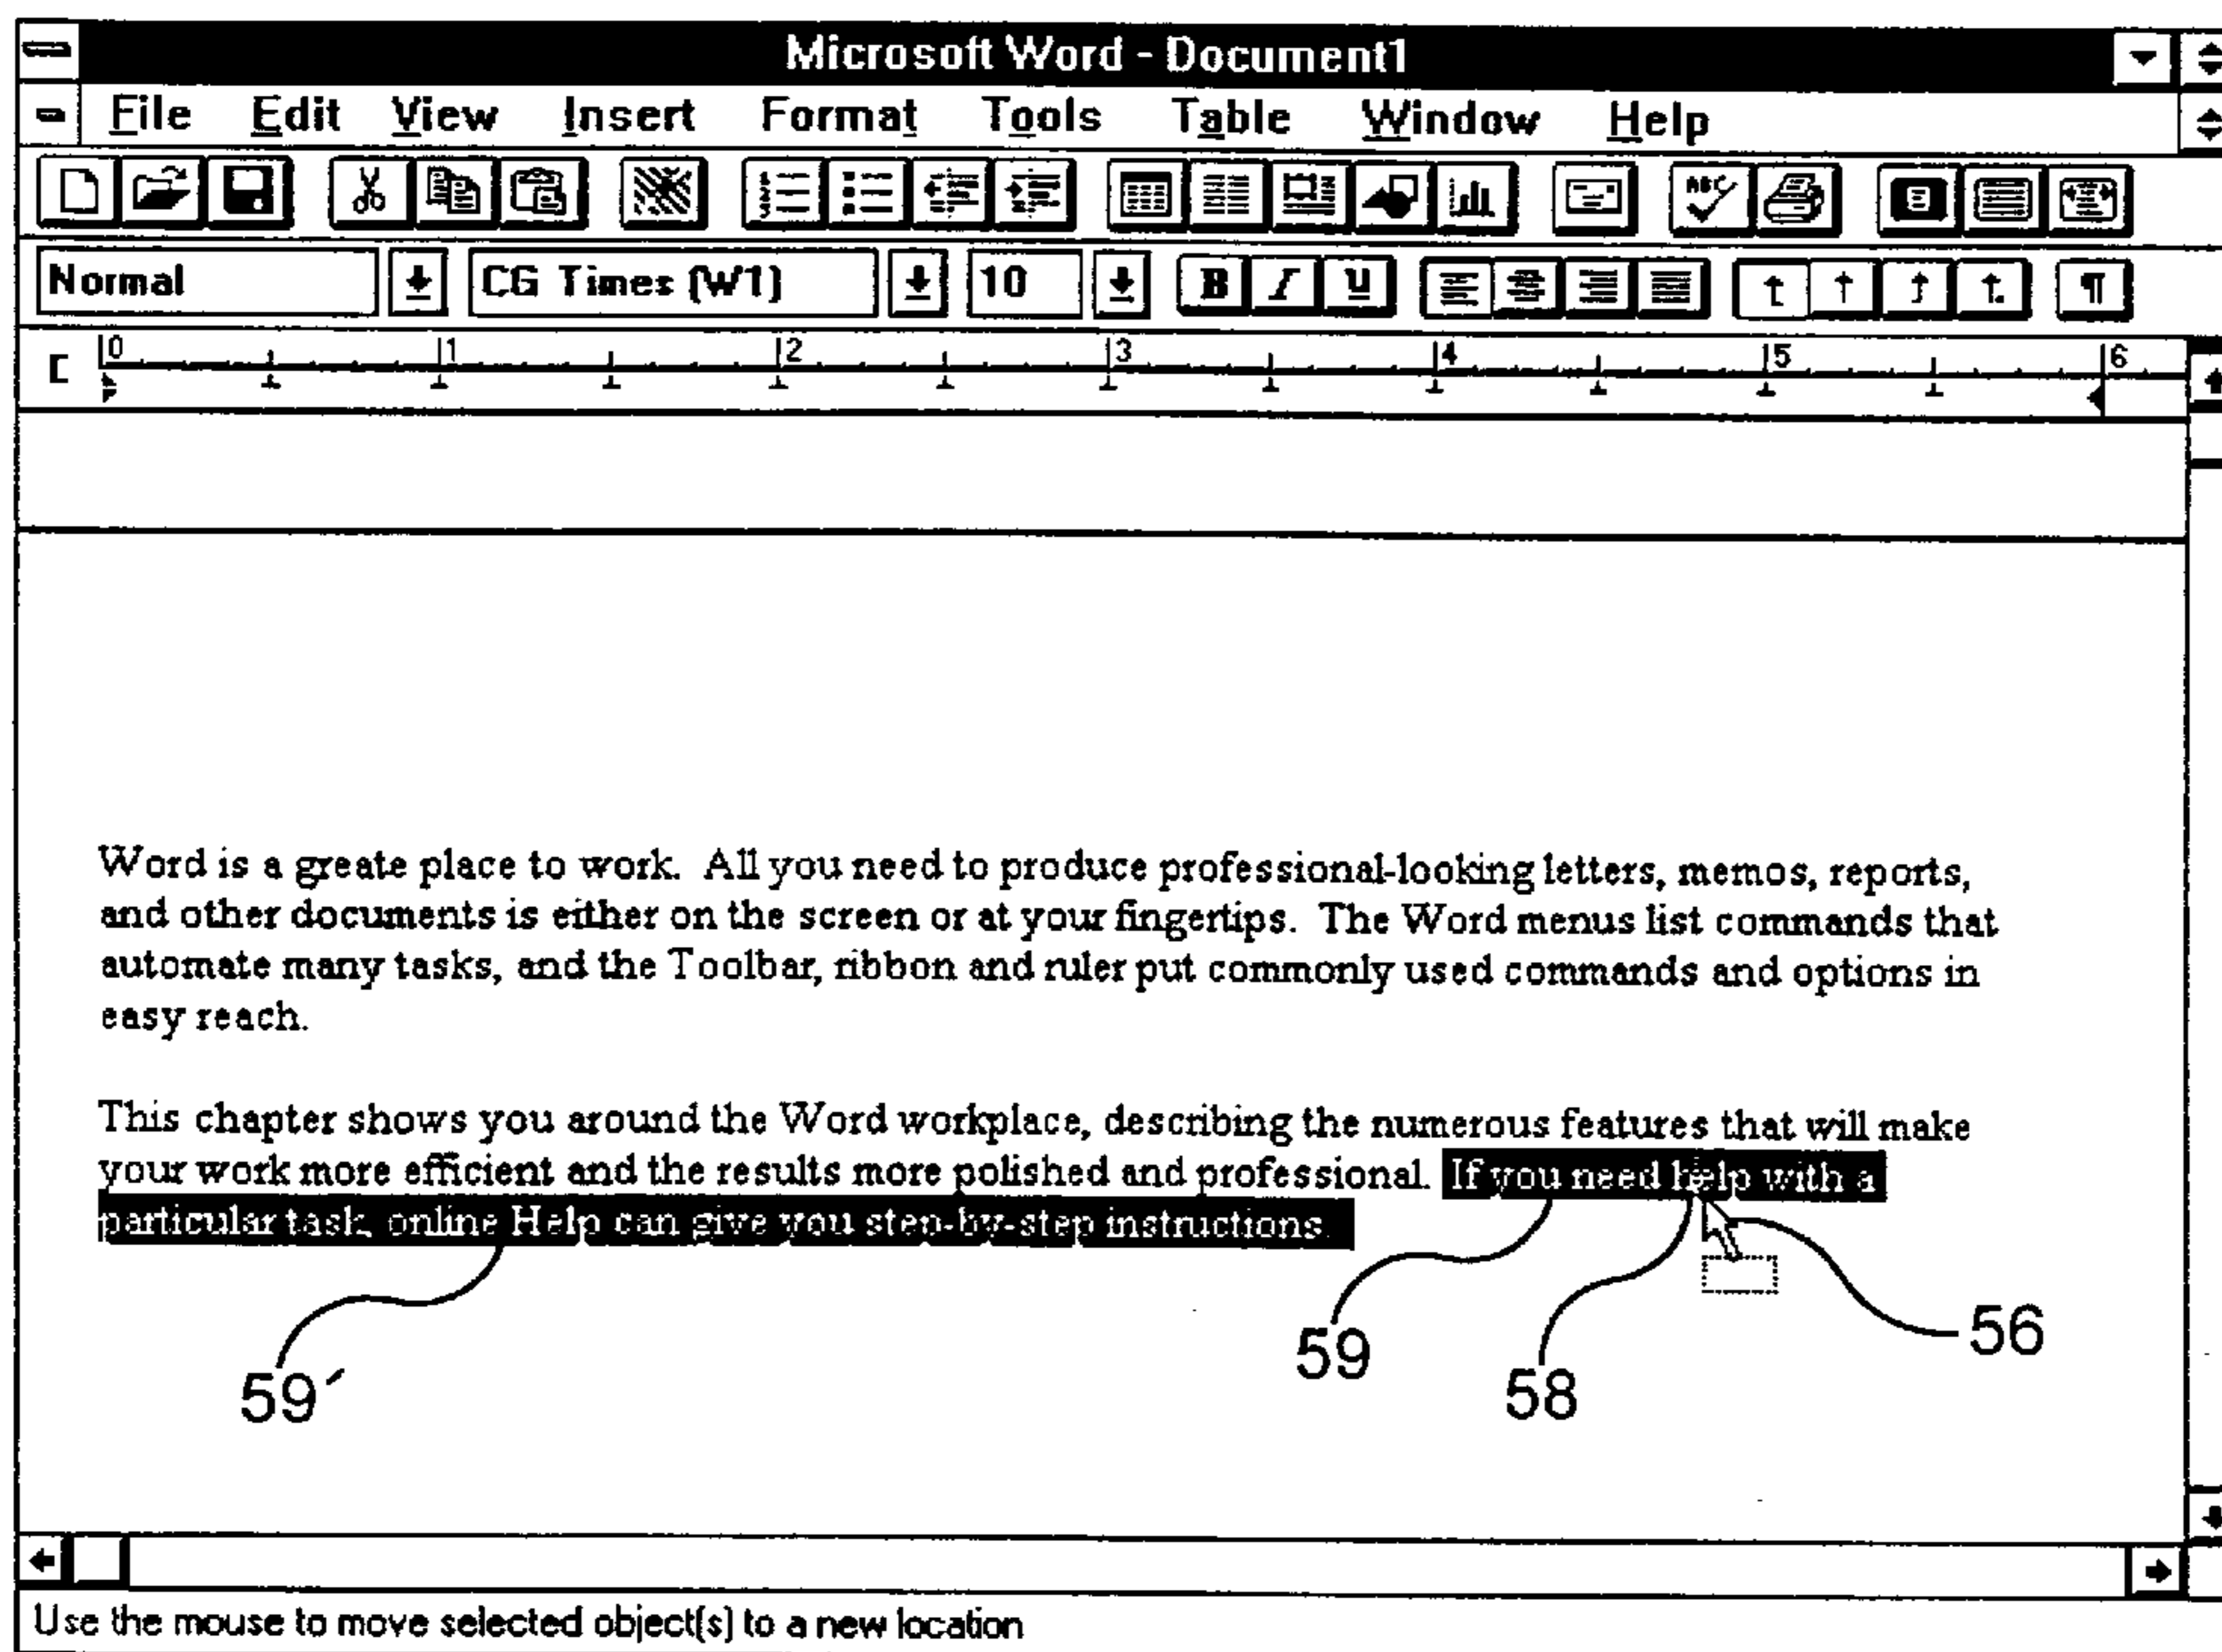 Microsoft Word - Document1
File Edit View Insert Format Tools Table Window Help
ABC
Normal CG Times (W1) 10 B I U ¶
0 1 2 3 4 5 6
Word is a greate place to work. All you need to produce professional-looking letters, memos, reports,
and other documents is either on the screen or at your fingertips. The Word menus list commands that
automate many tasks, and the Toolbar, ribbon and ruler put commonly used commands and options in
easy reach.
This chapter shows you around the Word workplace, describing the numerous features that will make
your work more efficient and the results more polished and professional. If you need help with a
particular task, online Help can give you step-by-step instructions.
59´ 59 58 56
Use the mouse to move selected object(s) to a new location